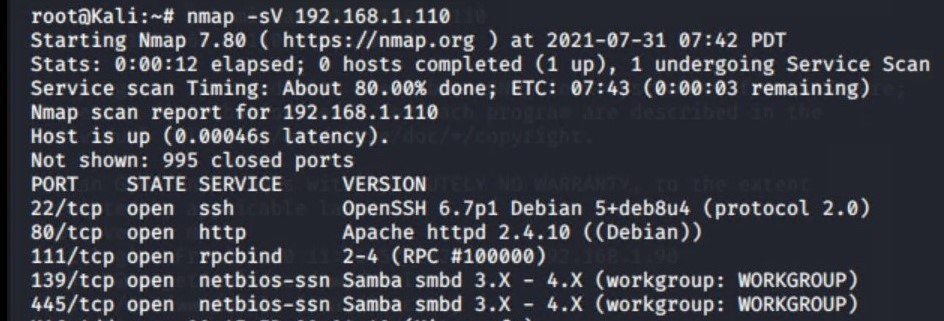 root@Kali:~# nmap -sV 192.168.1.110
Starting Nmap 7.80 ( https://nmap.org ) at 2021-07-31 07:42 PDT
Stats: 0:00:12 elapsed; 0 hosts completed (1 up), 1 undergoing Service Scan
Service scan Timing: About 80.00% done; ETC: 07:43 (0:00:03 remaining)
Nmap scan report for 192.168.1.110
Host is up (0.00046s latency).
Not shown: 995 closed ports
PORT    STATE SERVICE     VERSION
22/tcp  open  ssh         OpenSSH 6.7p1 Debian 5+deb8u4 (protocol 2.0)
80/tcp  open  http        Apache httpd 2.4.10 ((Debian))
111/tcp open  rpcbind     2-4 (RPC #100000)
139/tcp open  netbios-ssn Samba smbd 3.X - 4.X (workgroup: WORKGROUP)
445/tcp open  netbios-ssn Samba smbd 3.X - 4.X (workgroup: WORKGROUP)